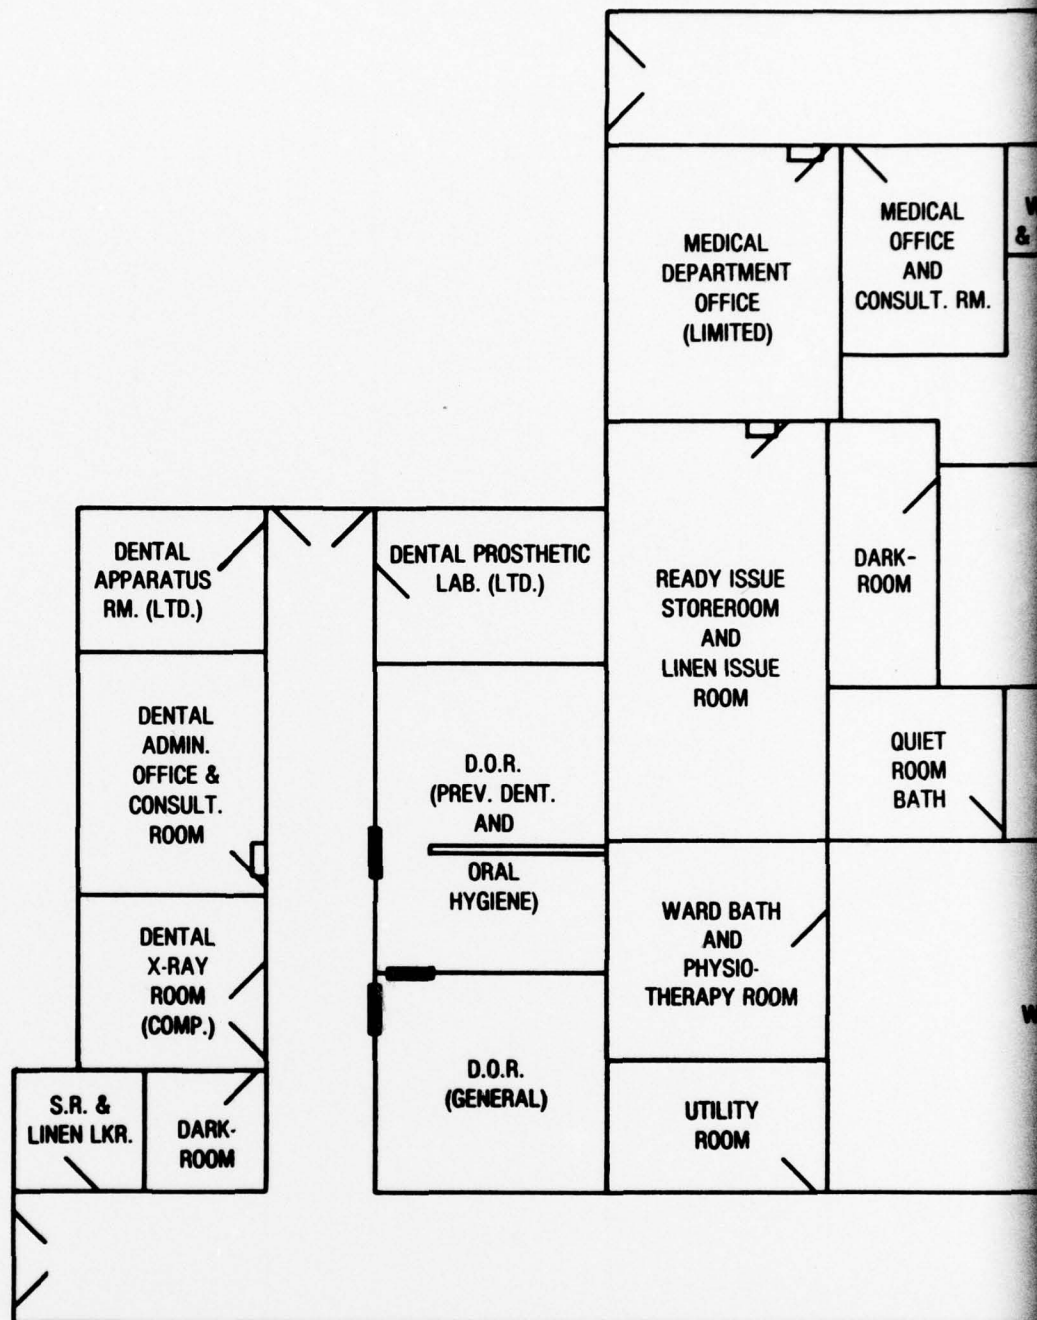 MEDICAL
DEPARTMENT
OFFICE
(LIMITED)
MEDICAL
OFFICE
AND
CONSULT. RM.
&
DENTAL
APPARATUS
RM. (LTD.)
DENTAL PROSTHETIC
LAB. (LTD.)
READY ISSUE
STOREROOM
AND
LINEN ISSUE
ROOM
DARK-
ROOM
DENTAL
ADMIN.
OFFICE &
CONSULT.
ROOM
D.O.R.
(PREV. DENT.
AND
ORAL
HYGIENE)
QUIET
ROOM
BATH
DENTAL
X-RAY
ROOM
(COMP.)
WARD BATH
AND
PHYSIO-
THERAPY ROOM
S.R. &
LINEN LKR.
DARK-
ROOM
D.O.R.
(GENERAL)
UTILITY
ROOM